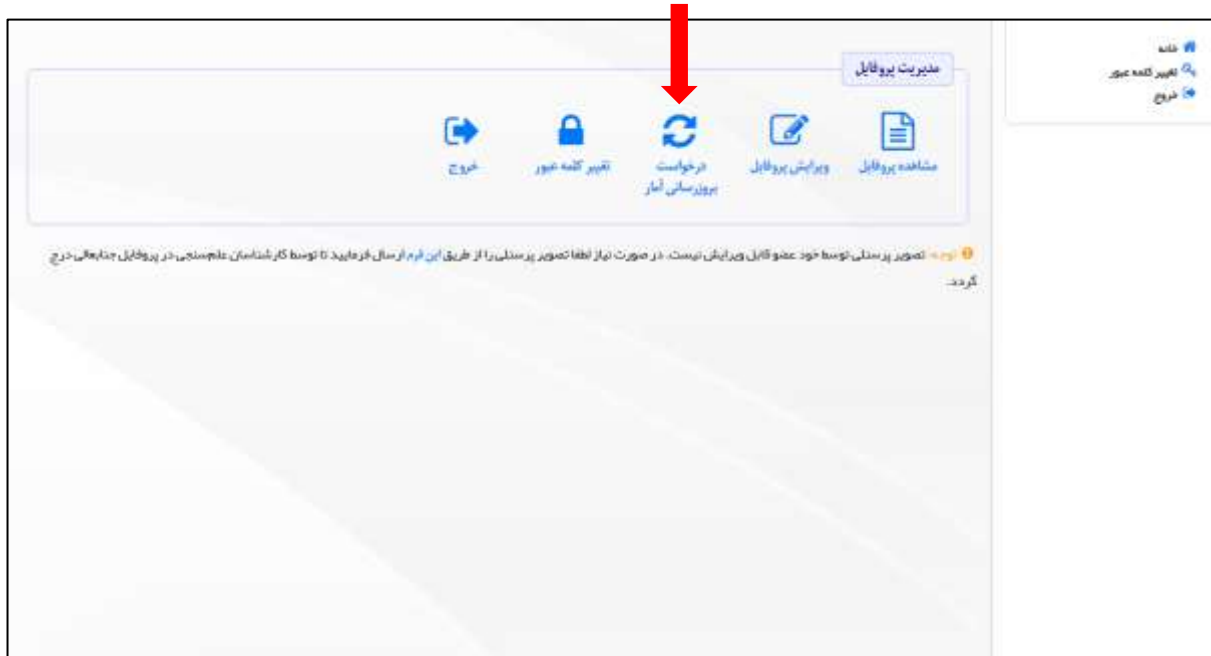 خانه
تغییر کلمه عبور
خروج
مدیریت پروفایل
مشاهده پروفایل
ویرایش پروفایل
درخواست
بروزرسانی آمار
تغییر کلمه عبور
خروج
توجه: تصویر پرسنلی توسط خود عضو قابل ویرایش نیست. در صورت نیاز لطفا تصویر پرسنلی را از طریق این فرم ارسال فرمایید تا توسط کارشناسان علم‌سنجی در پروفایل جنابعالی درج
گردد.